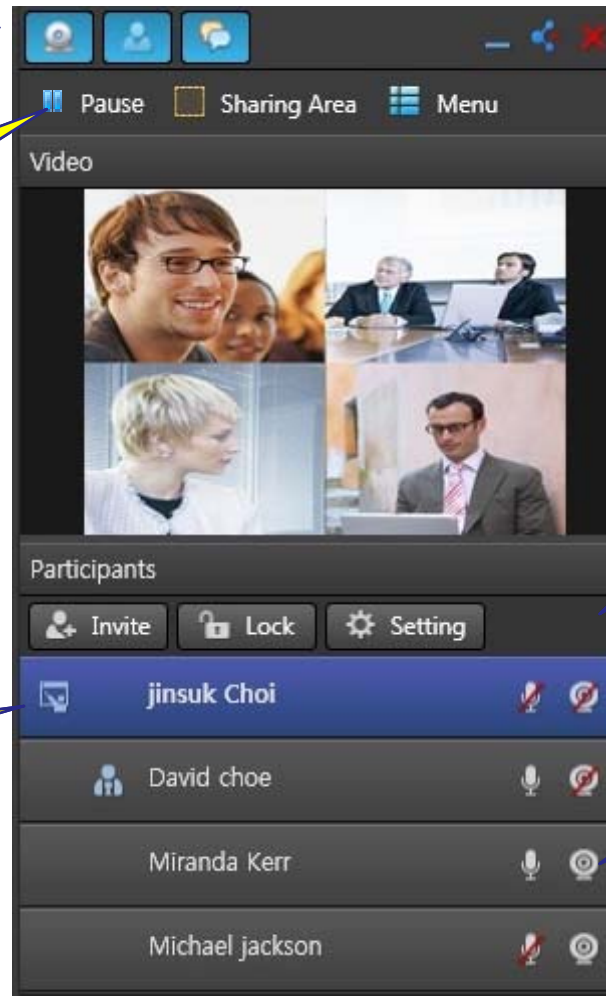 Pause Sharing Area Menu
Video
Participants
Invite Lock Setting
jinsuk Choi
David choe
Miranda Kerr
Michael jackson